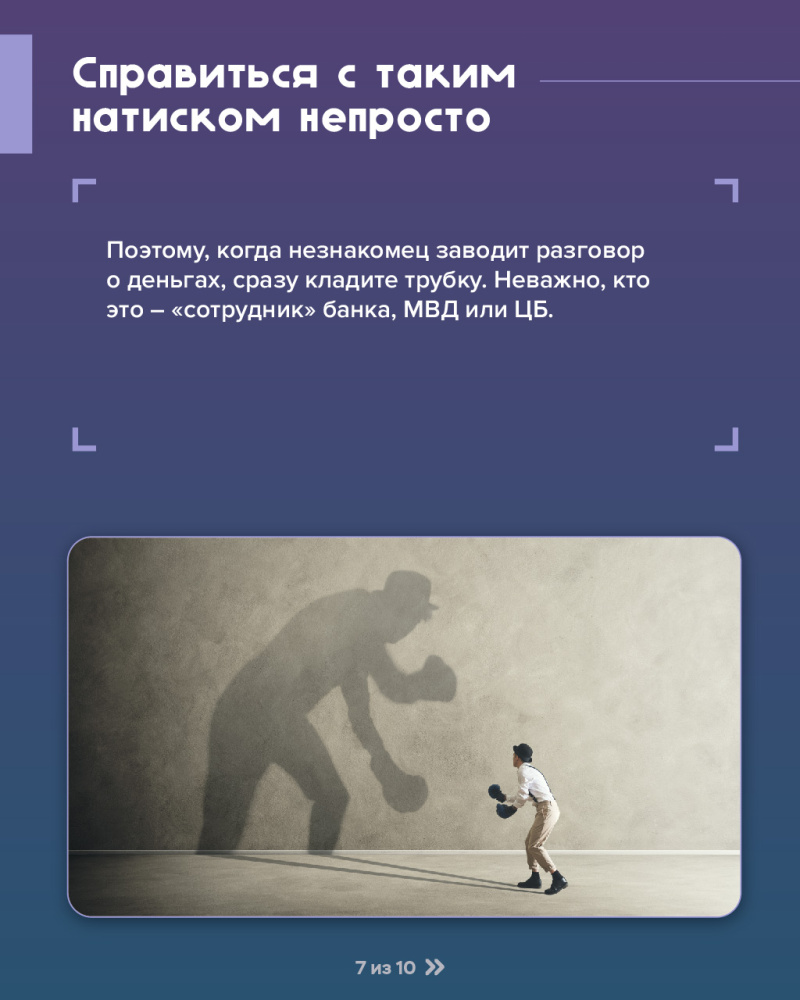 Справиться с таким
натиском непросто
Поэтому, когда незнакомец заводит разговор
о деньгах, сразу кладите трубку. Неважно, кто
это – «сотрудник» банка, МВД или ЦБ.
7 из 10